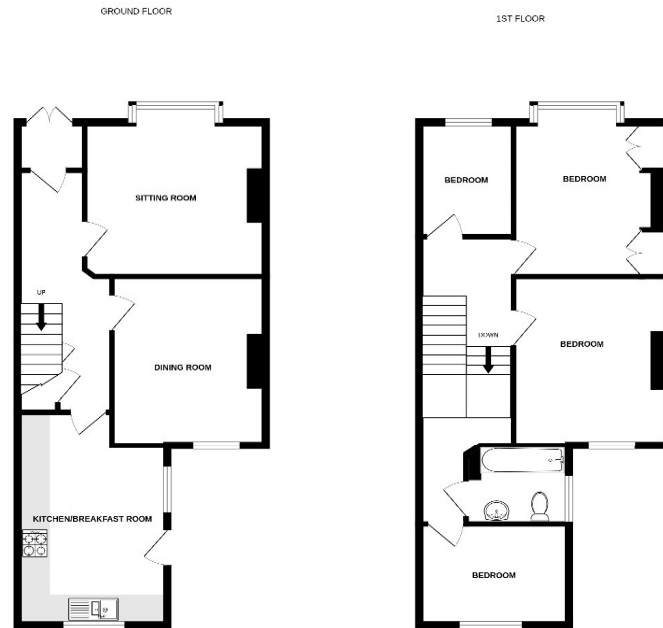 GROUND FLOOR
1ST FLOOR
SITTING ROOM
UP
DINING ROOM
KITCHEN/BREAKFAST ROOM
BEDROOM
BEDROOM
DOWN
BEDROOM
BEDROOM